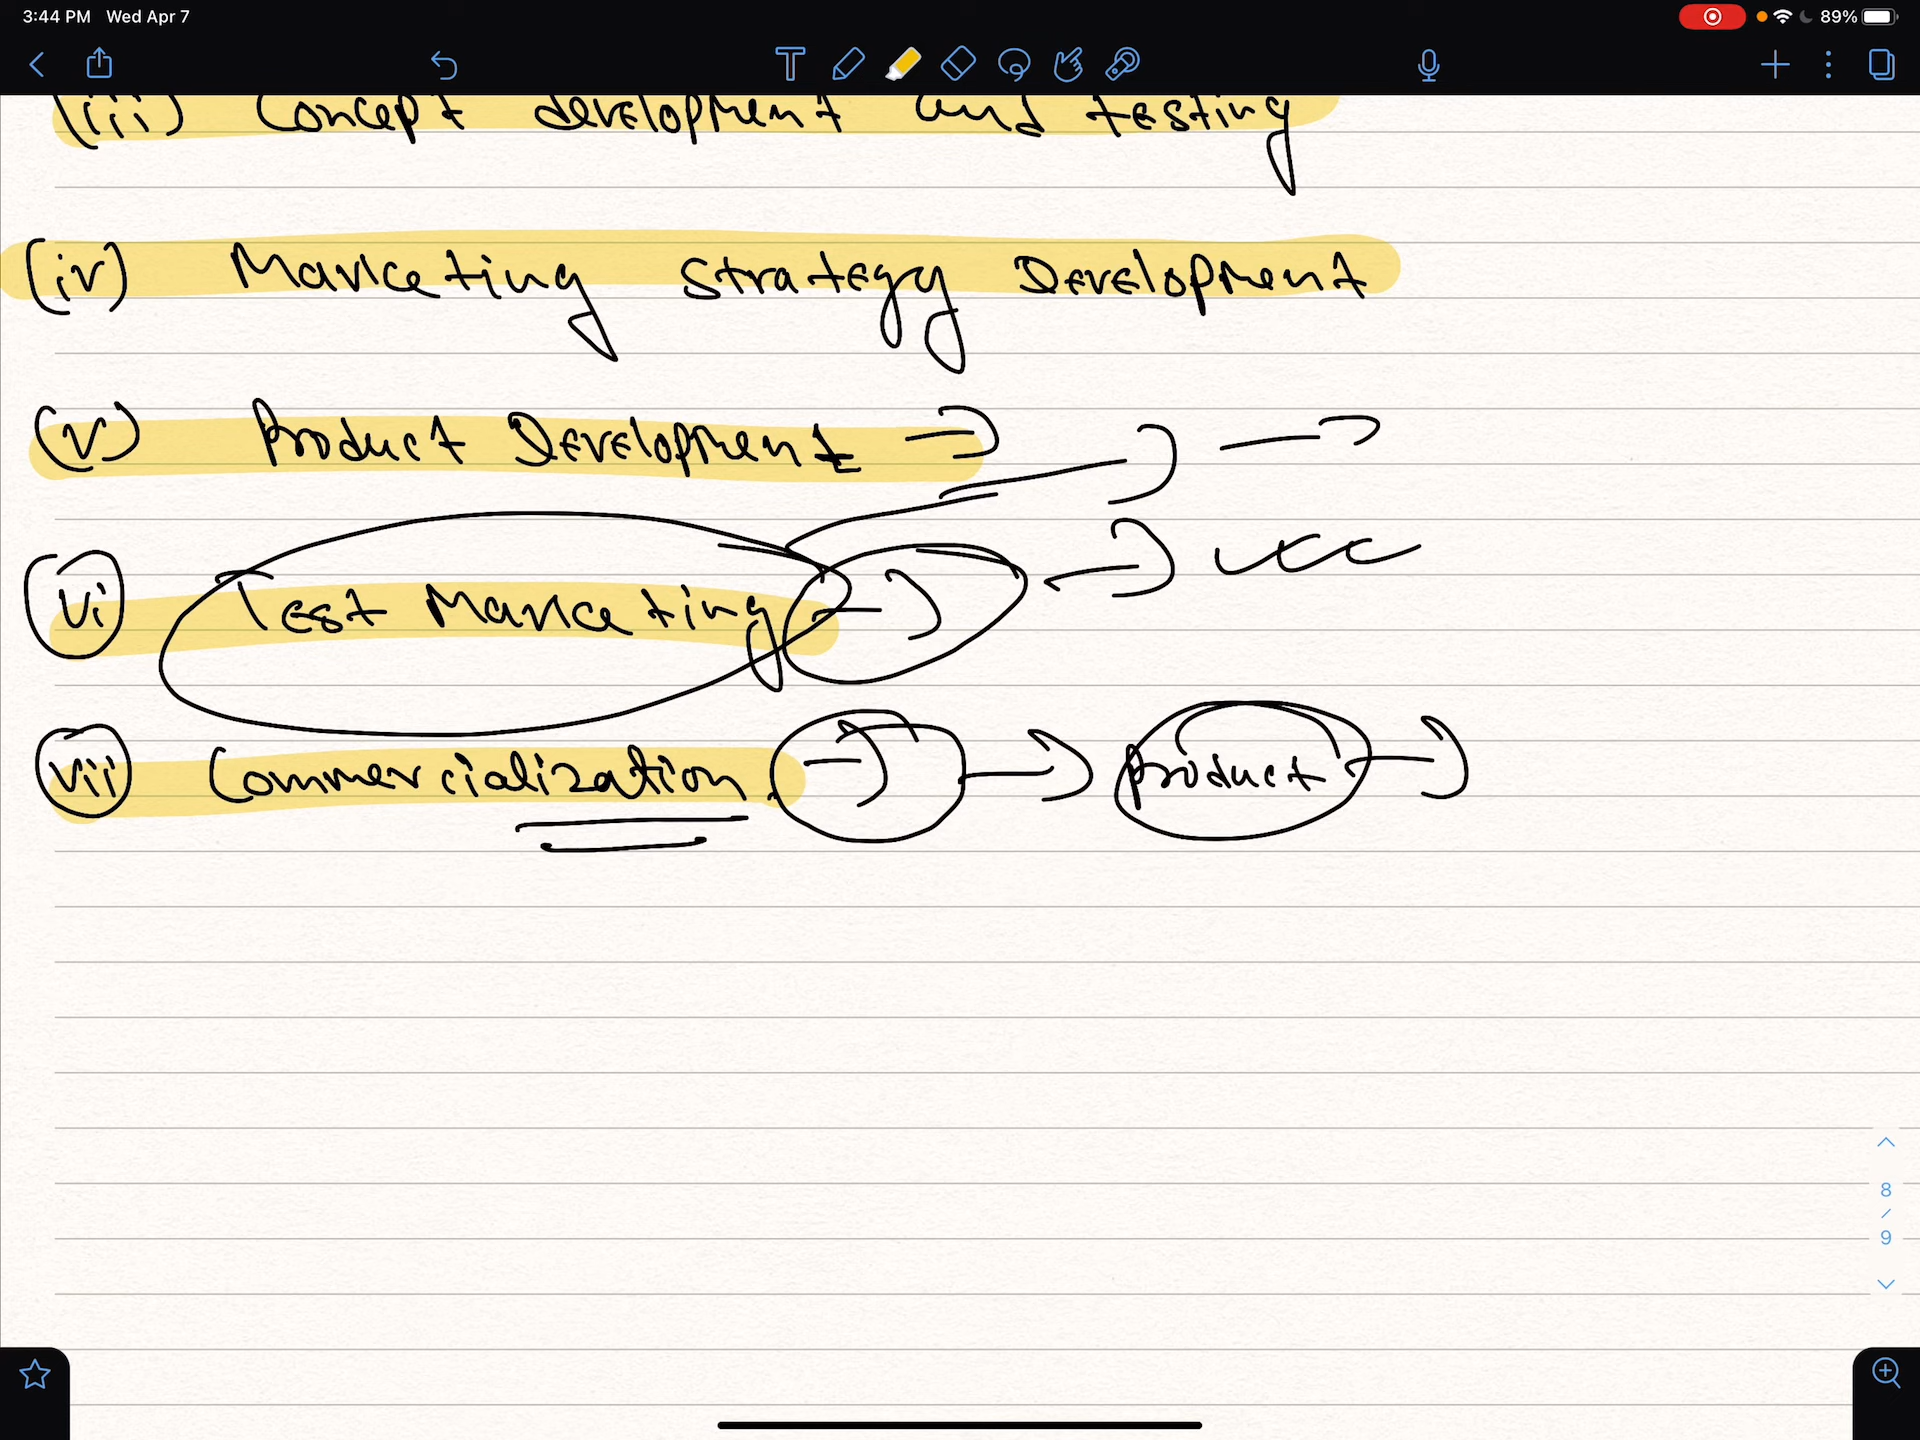 3:44 PM Wed Apr 7 89%
(iii) Concept development and testing
(iv) Marketing Strategy Development
(v) Product Development →
vi Test Marketing →
vii Commercialization. → → product →
8
/
9